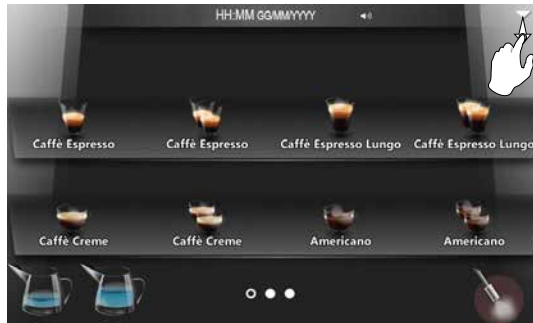 HH:MM GG/MM/YYYY
Caffè Espresso Caffè Espresso Caffè Espresso Lungo Caffè Espresso Lungo
Caffè Creme Caffè Creme Americano Americano